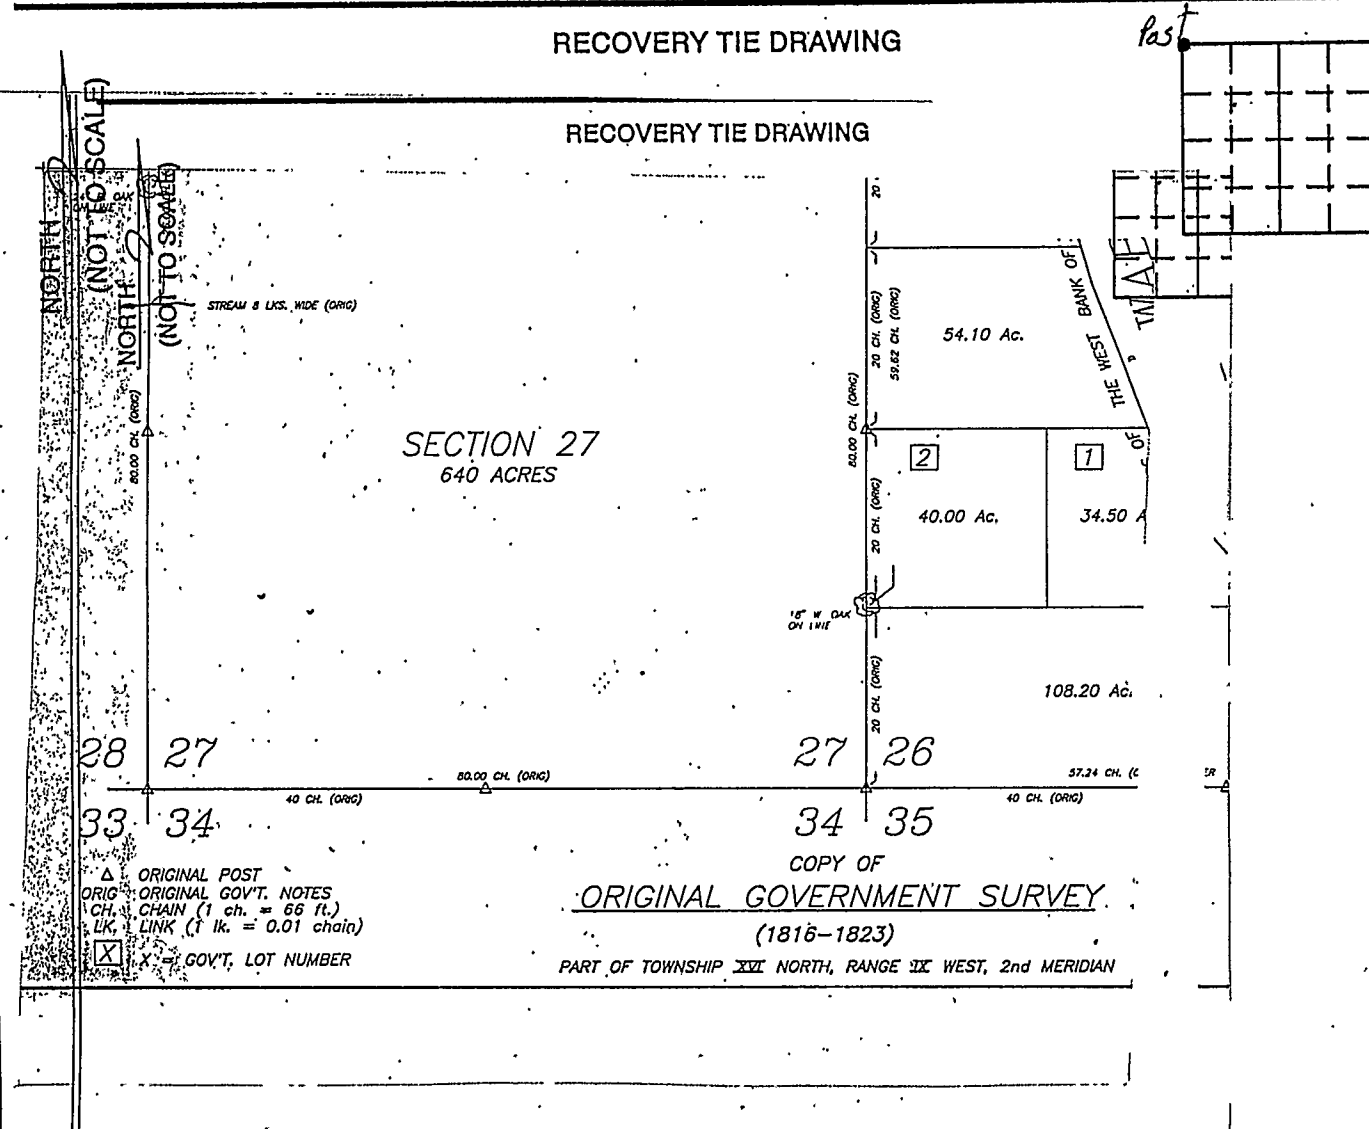 RECOVERY TIE DRAWING
Post
RECOVERY TIE DRAWING
NORTH
(NOT TO SCALE)
NORTH
(NOT TO SCALE)
OAK
ON LINE
STREAM 8 LKS. WIDE (ORIG)
80.00 CH. (ORIG)
SECTION 27
640 ACRES
20
20 CH. (ORIG)
59.62 CH. (ORIG)
80.00 CH. (ORIG)
54.10 Ac.
THE WEST BANK OF
OF
2
1
20 CH. (ORIG)
40.00 Ac.
34.50 A
18" W OAK
ON LINE
20 CH. (ORIG)
108.20 Ac.
28 27
27 26
80.00 CH. (ORIG)
57.24 CH. (
ER
40 CH. (ORIG)
40 CH. (ORIG)
33 34
34 35
△ ORIGINAL POST
ORIG ORIGINAL GOV'T. NOTES
CH. CHAIN (1 ch. = 66 ft.)
LK. LINK (1 lk. = 0.01 chain)
X X = GOV'T. LOT NUMBER
COPY OF
ORIGINAL GOVERNMENT SURVEY
(1816-1823)
PART OF TOWNSHIP XVI NORTH, RANGE IX WEST, 2nd MERIDIAN